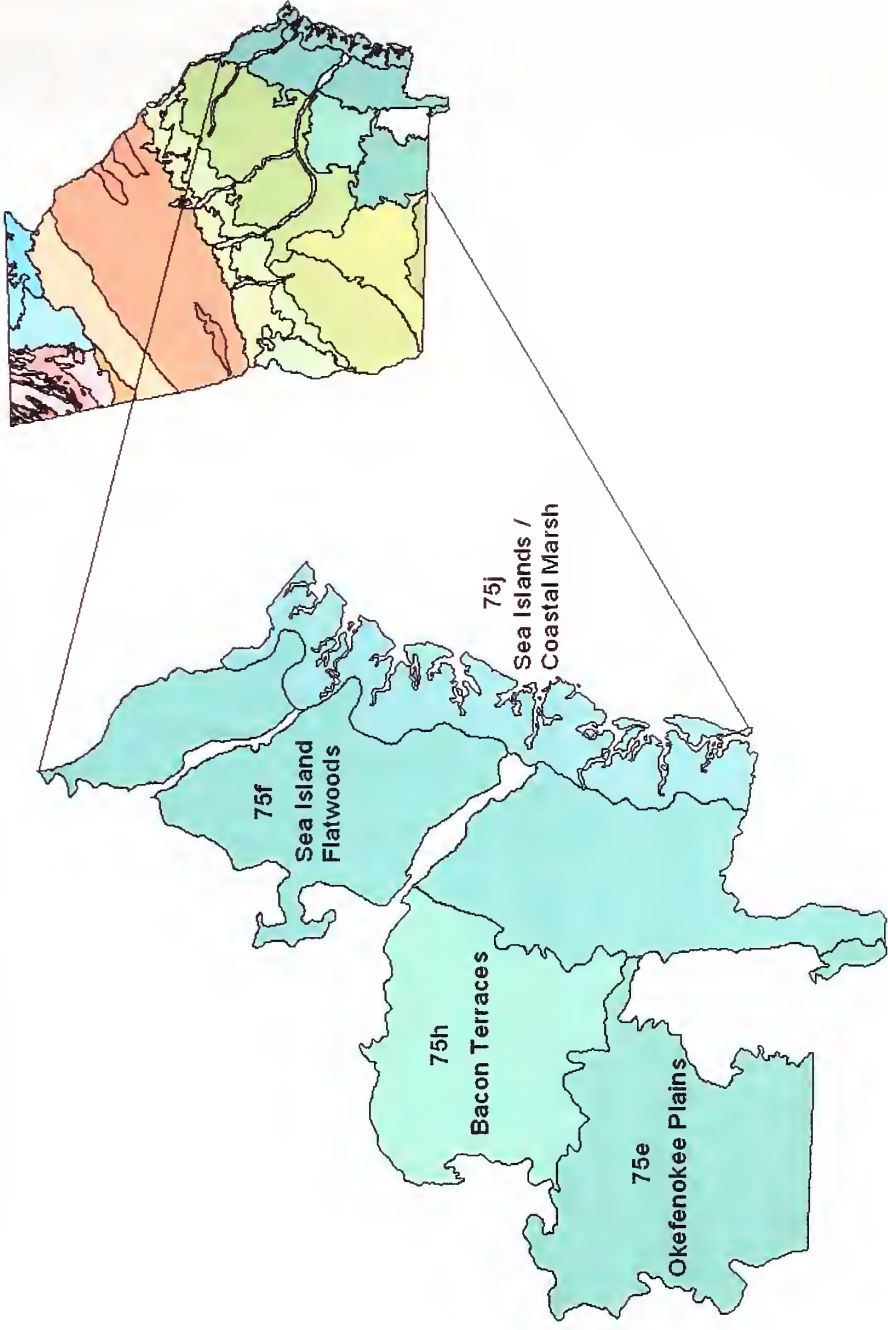 75f
Sea Island
Flatwoods
75j
Sea Islands /
Coastal Marsh
75h
Bacon Terraces
75e
Okefenokee Plains